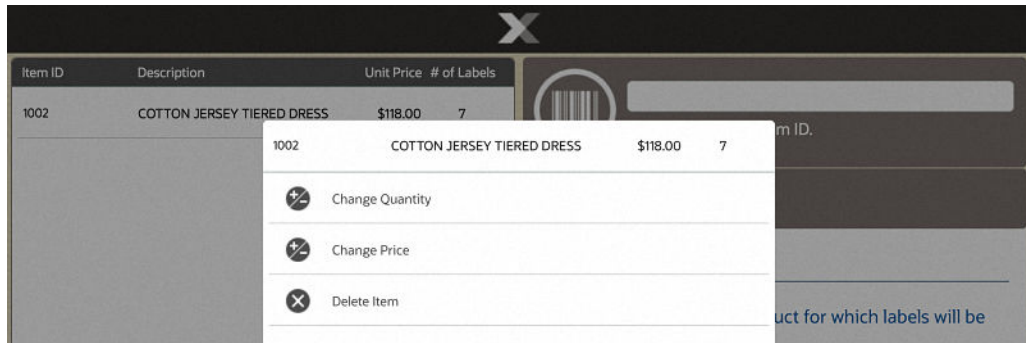 Item ID Description Unit Price # of Labels
1002 COTTON JERSEY TIERED DRESS $118.00 7
m ID.
1002 COTTON JERSEY TIERED DRESS $118.00 7
Change Quantity
Change Price
Delete Item
uct for which labels will be